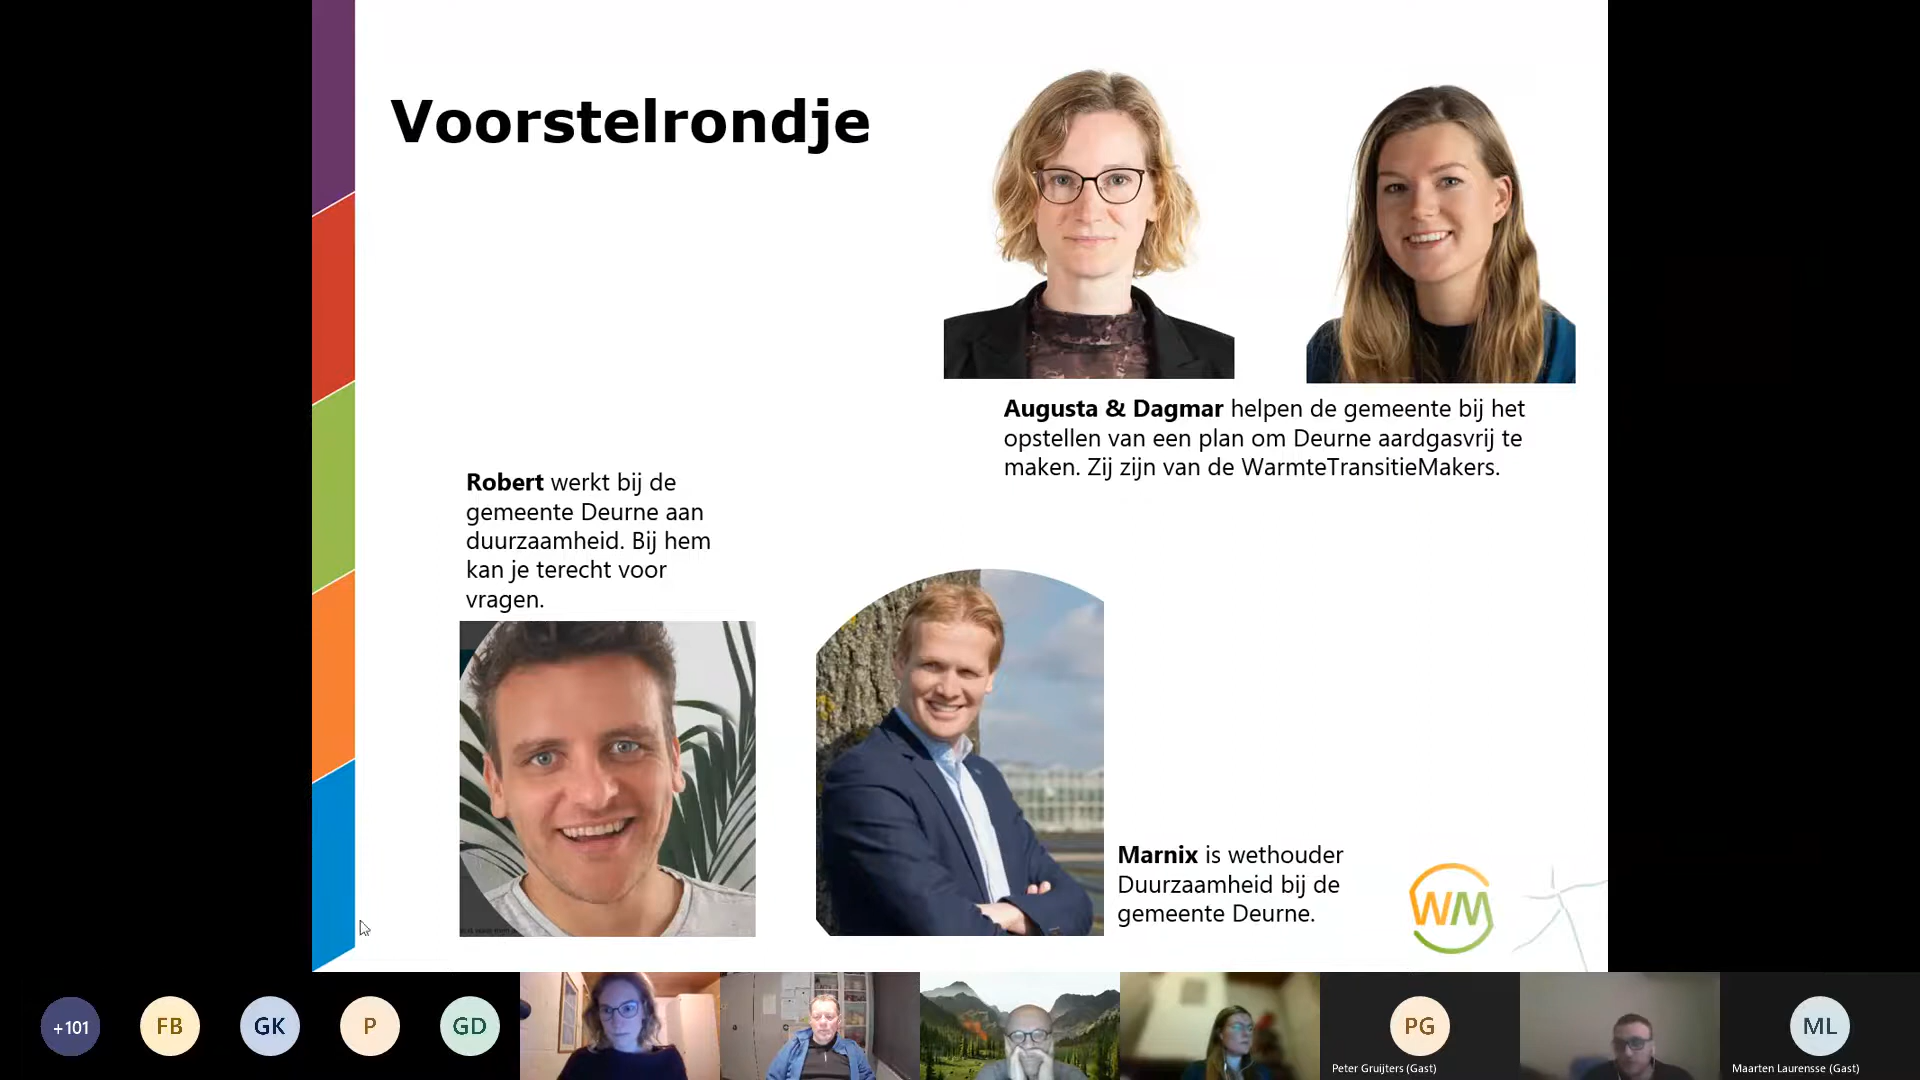 Voorstelrondje
Augusta & Dagmar helpen de gemeente bij het
opstellen van een plan om Deurne aardgasvrij te
maken. Zij zijn van de WarmteTransitieMakers.
Robert werkt bij de
gemeente Deurne aan
duurzaamheid. Bij hem
kan je terecht voor
vragen.
Marnix is wethouder
Duurzaamheid bij de
gemeente Deurne.
WM
+101
FB
GK
P
GD
PG
Peter Gruijters (Gast)
ML
Maarten Laurensse (Gast)